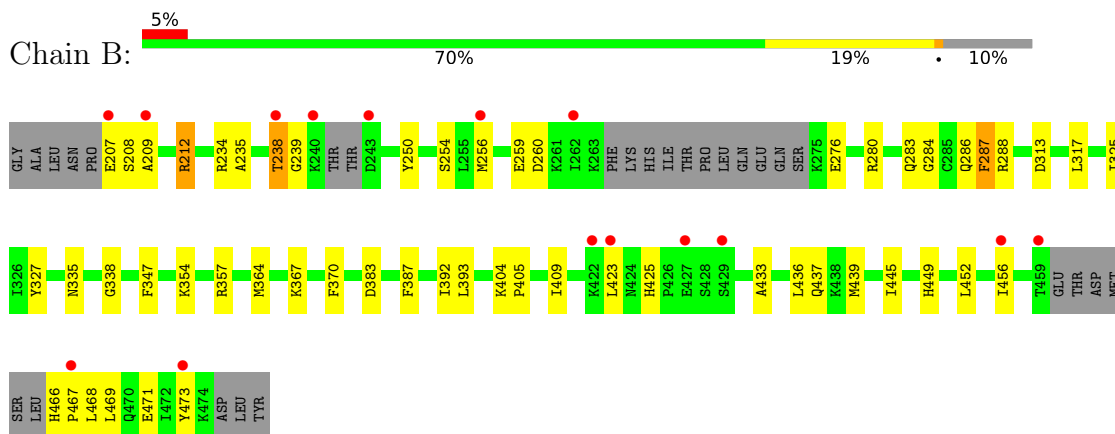 5%
Chain B:
70% 19% • 10%
GLY ALA LEU ASN PRO E207 S208 A209 R212 R234 A235 T238 G239 K240 THR THR D243 Y250 S254 L255 M256 E259 D260 K261 I262 K263 PHE LYS HIS ILE THR PRO LEU GLN GLU GLN SER K275 E276 R280 Q283 G284 C285 Q286 F287 R288 D313 L317 I325
I326 Y327 N335 G338 F347 K354 R357 M364 K367 F370 D383 F387 I392 L393 K404 P405 I409 K422 L423 N424 H425 P426 E427 S428 S429 A433 L436 Q437 K438 M439 I445 H449 L452 I456 T459 GLU THR ASP MET
SER LEU H466 P467 L468 L469 Q470 E471 I472 Y473 K474 ASP LEU TYR